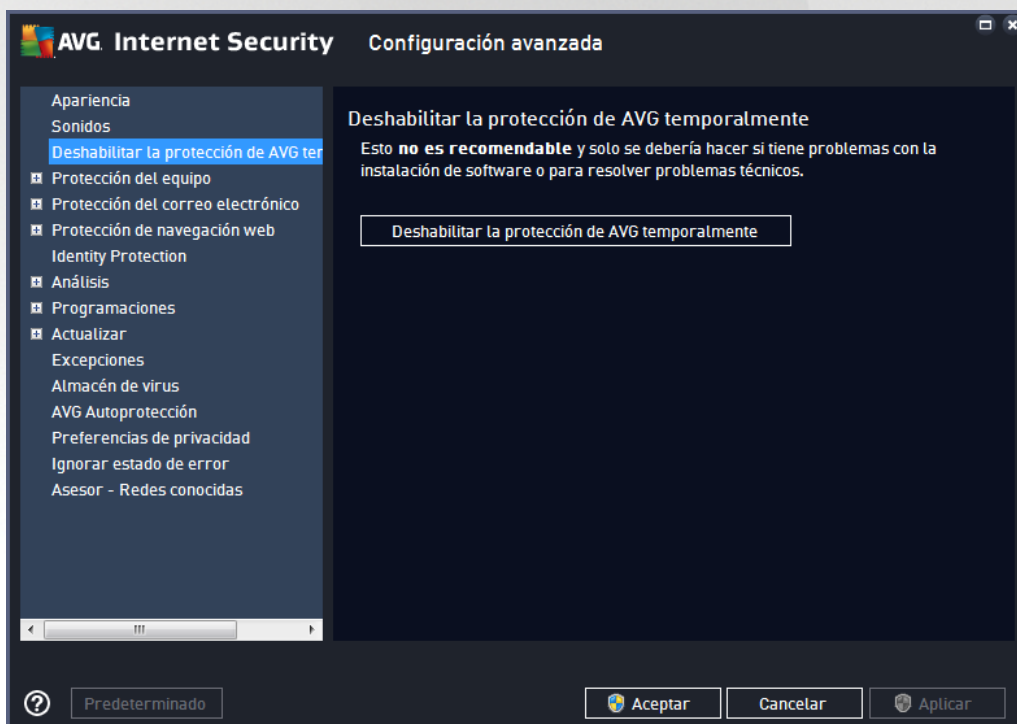 AVG. Internet Security
Configuración avanzada
Apariencia
Sonidos
Deshabilitar la protección de AVG ter
Protección del equipo
Protección del correo electrónico
Protección de navegación web
Identity Protection
Análisis
Programaciones
Actualizar
Excepciones
Almacén de virus
AVG Autoprotección
Preferencias de privacidad
Ignorar estado de error
Asesor - Redes conocidas
Deshabilitar la protección de AVG temporalmente
Esto no es recomendable y solo se debería hacer si tiene problemas con la
instalación de software o para resolver problemas técnicos.
Deshabilitar la protección de AVG temporalmente
Predeterminado
Aceptar
Cancelar
Aplicar